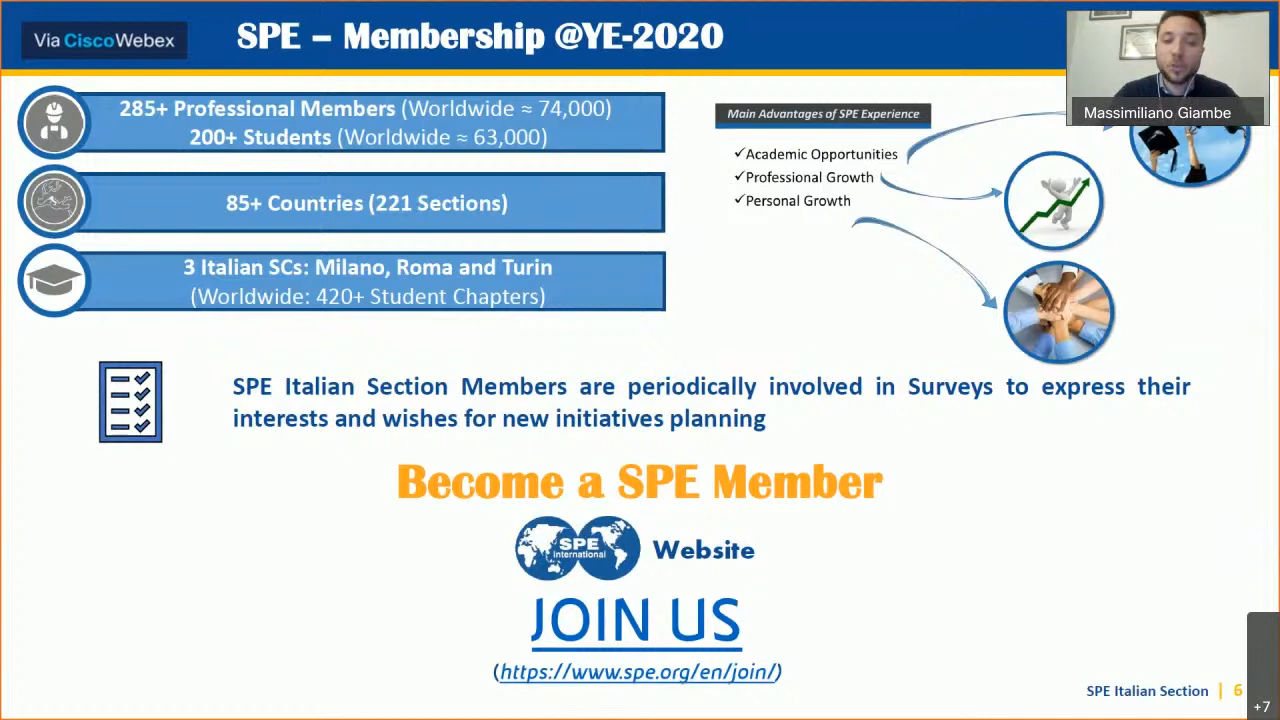 Via CiscoWebex
SPE – Membership @YE-2020
Massimiliano Giambe
285+ Professional Members (Worldwide ≈ 74,000)
200+ Students (Worldwide ≈ 63,000)
85+ Countries (221 Sections)
3 Italian SCs: Milano, Roma and Turin
(Worldwide: 420+ Student Chapters)
Main Advantages of SPE Experience
✓Academic Opportunities
✓Professional Growth
✓Personal Growth
SPE Italian Section Members are periodically involved in Surveys to express their
interests and wishes for new initiatives planning
Become a SPE Member
SPE
International
Website
JOIN US
(https://www.spe.org/en/join/)
SPE Italian Section | 6
+7